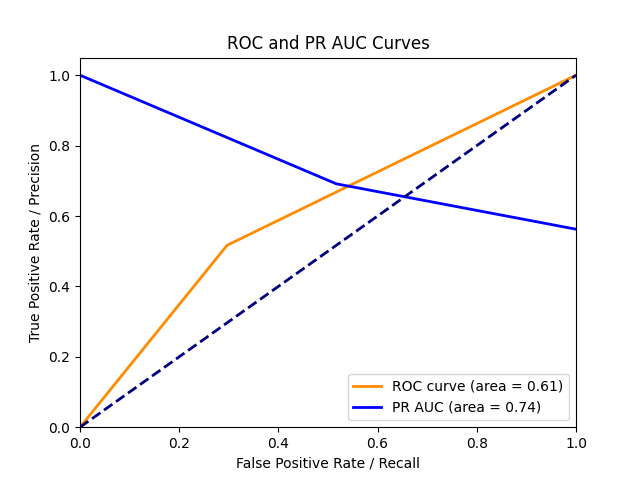 ROC and PR AUC Curves
True Positive Rate / Precision
1.0
0.8
0.6
0.4
0.2
0.0
0.0 0.2 0.4 0.6 0.8 1.0
False Positive Rate / Recall
ROC curve (area = 0.61)
PR AUC (area = 0.74)